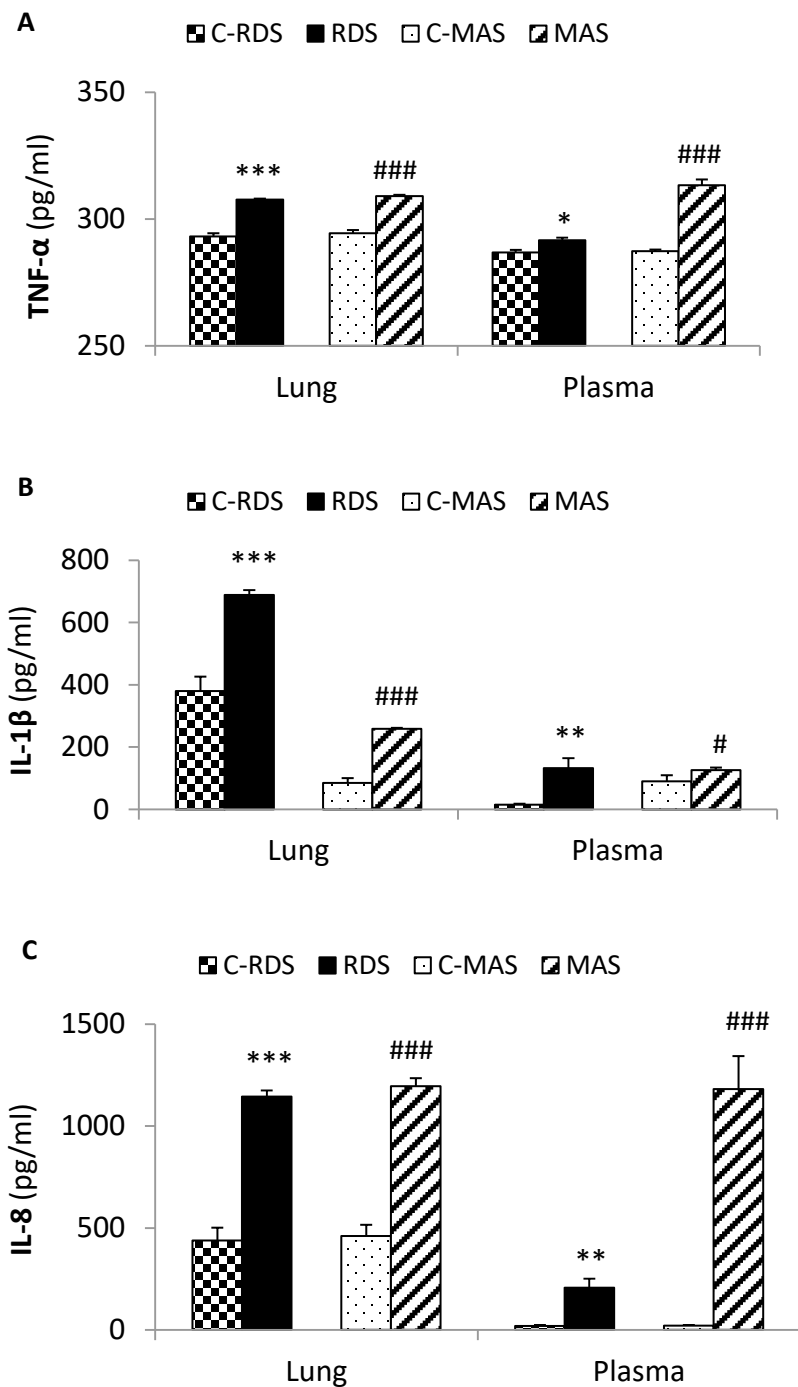 A
C-RDS RDS C-MAS MAS
350
***
###
###
300
*
250
TNF-α (pg/ml)
Lung Plasma
B
C-RDS RDS C-MAS MAS
800
***
600
400
###
**
#
200
0
IL-1β (pg/ml)
Lung Plasma
C
C-RDS RDS C-MAS MAS
1500
***
###
###
1000
500
**
0
IL-8 (pg/ml)
Lung Plasma